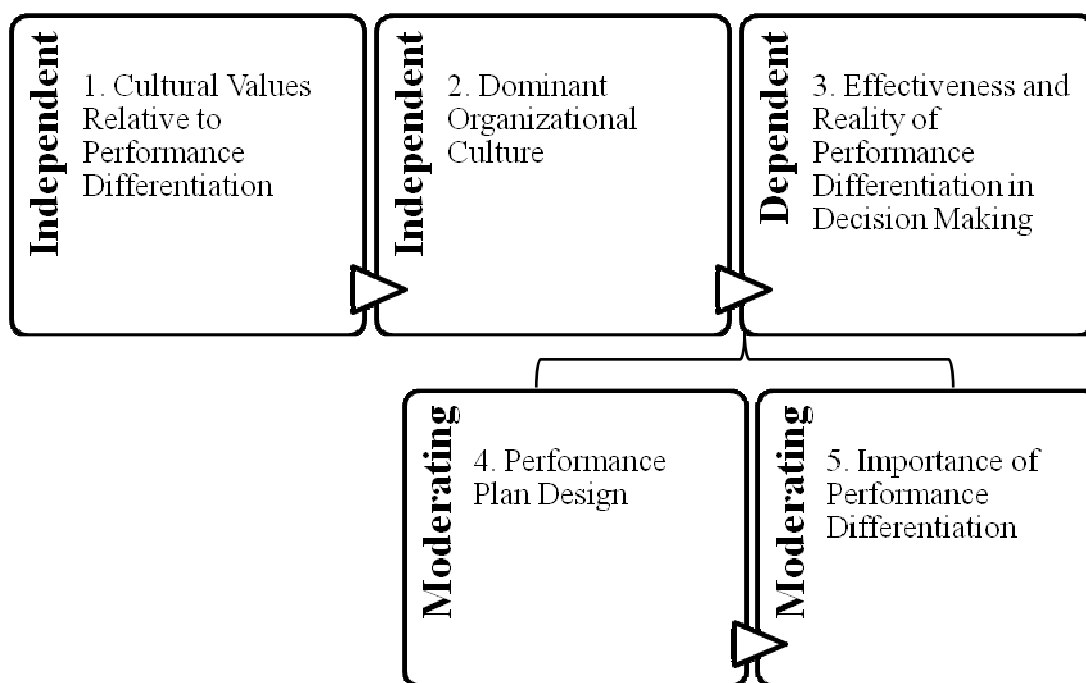 Independent
1. Cultural Values
Relative to
Performance
Differentiation
Independent
2. Dominant
Organizational
Culture
Dependent
3. Effectiveness and
Reality of
Performance
Differentiation in
Decision Making
Moderating
4. Performance
Plan Design
Moderating
5. Importance of
Performance
Differentiation